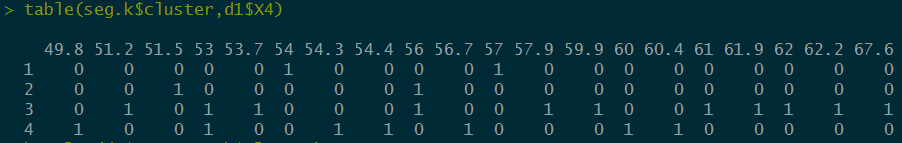 > table(seg.k$cluster,d1$X4)
49.8 51.2 51.5 53 53.7 54 54.3 54.4 56 56.7 57 57.9 59.9 60 60.4 61 61.9 62 62.2 67.6
1 0 0 0 0 0 1 0 0 0 0 1 0 0 0 0 0 0 0 0 0
2 0 0 1 0 0 0 0 0 1 0 0 0 0 0 0 0 0 0 0 0
3 0 1 0 1 1 0 0 0 1 0 0 1 1 0 0 1 1 1 1 1
4 1 0 0 1 0 0 1 1 0 1 0 0 0 1 1 0 0 0 0 0